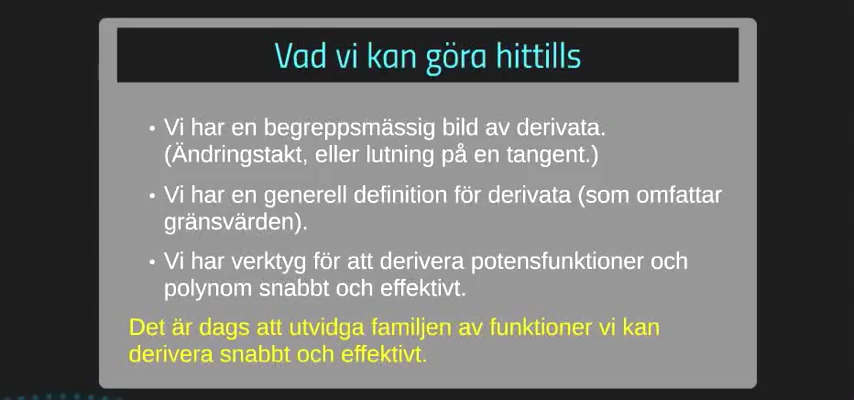 Vad vi kan göra hittills
• Vi har en begreppsmässig bild av derivata.
(Ändringstakt, eller lutning på en tangent.)
• Vi har en generell definition för derivata (som omfattar
gränsvärden).
• Vi har verktyg för att derivera potensfunktioner och
polynom snabbt och effektivt.
Det är dags att utvidga familjen av funktioner vi kan
derivera snabbt och effektivt.